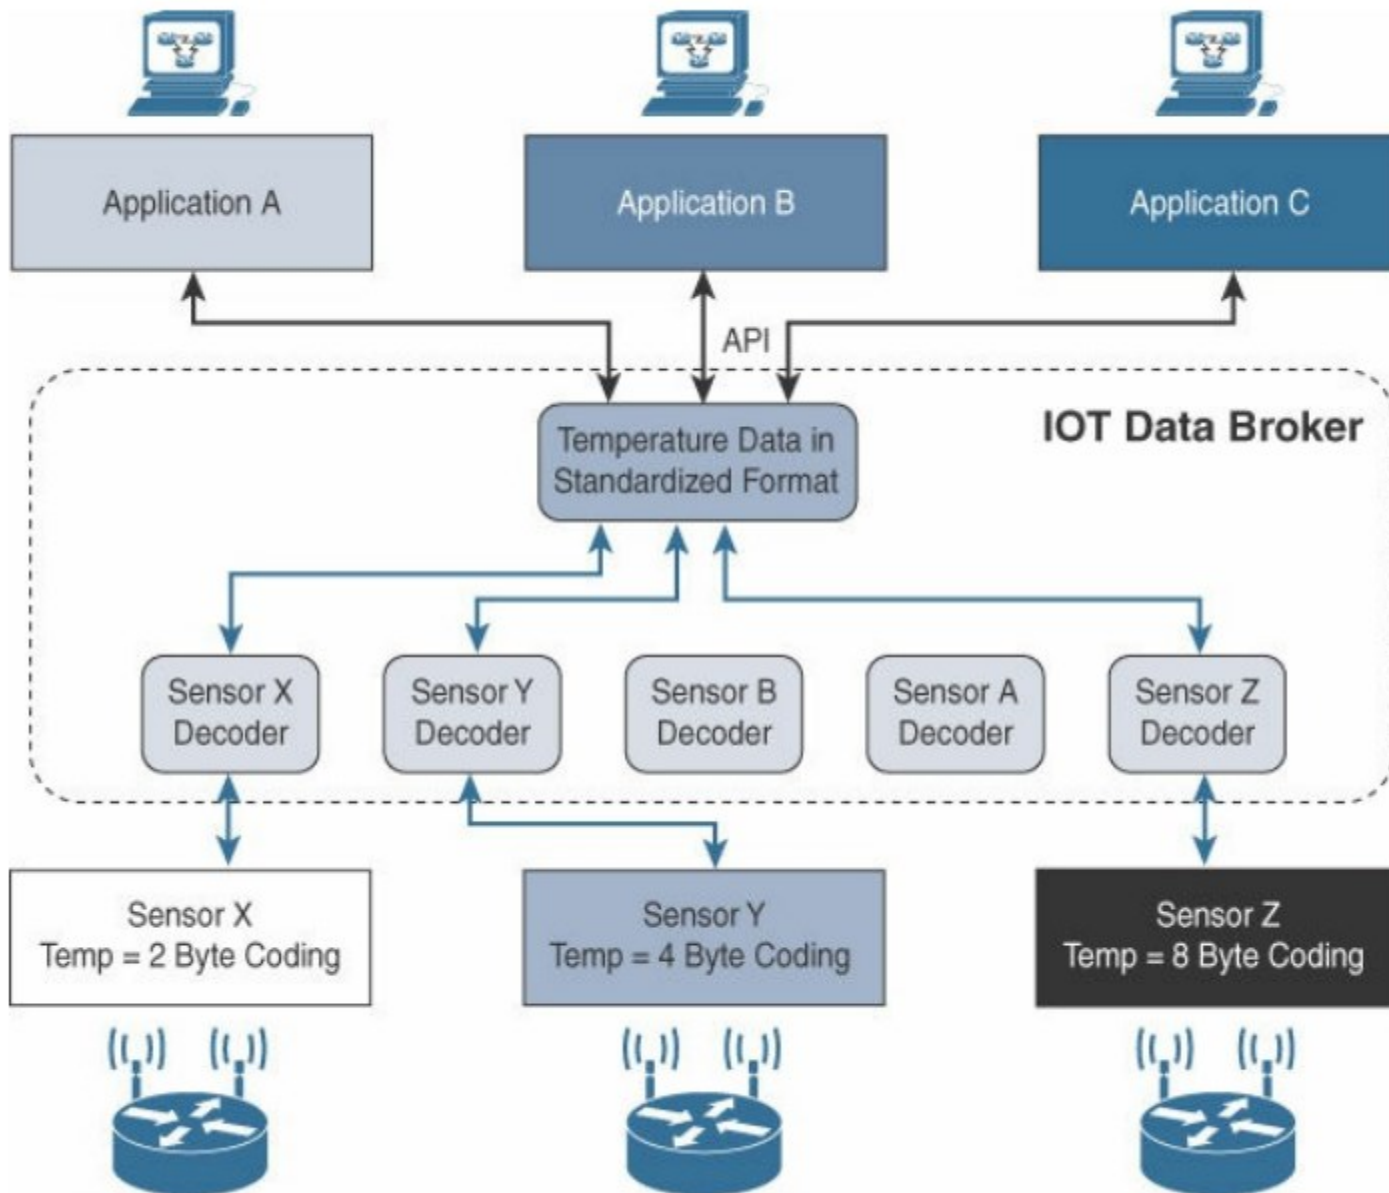 Application A
Application B
Application C
API
IOT Data Broker
Temperature Data in
Standardized Format
Sensor X
Decoder
Sensor Y
Decoder
Sensor B
Decoder
Sensor A
Decoder
Sensor Z
Decoder
Sensor X
Temp = 2 Byte Coding
Sensor Y
Temp = 4 Byte Coding
Sensor Z
Temp = 8 Byte Coding